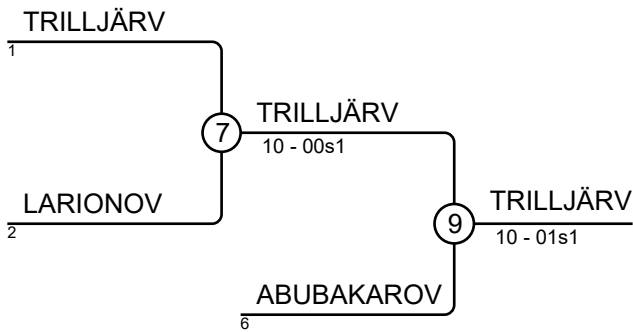 TRILLJÄRV
1
7
TRILLJÄRV
10 - 00s1
LARIONOV
2
9
TRILLJÄRV
10 - 01s1
ABUBAKAROV
6